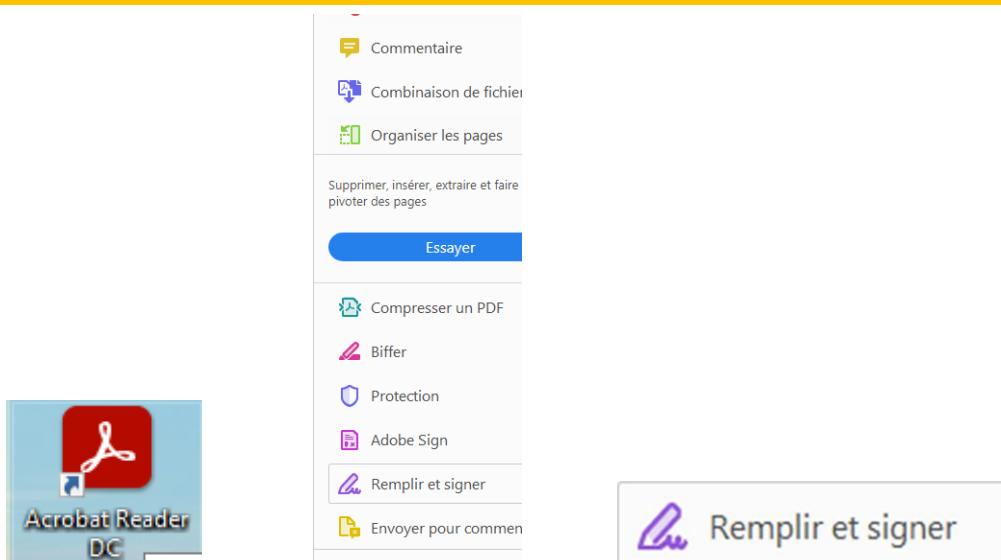 Commentaire
Combinaison de fichier
Organiser les pages
Supprimer, insérer, extraire et faire
pivoter des pages
Essayer
Compresser un PDF
Biffer
Protection
Adobe Sign
Remplir et signer
Envoyer pour commen
Acrobat Reader
DC
Remplir et signer